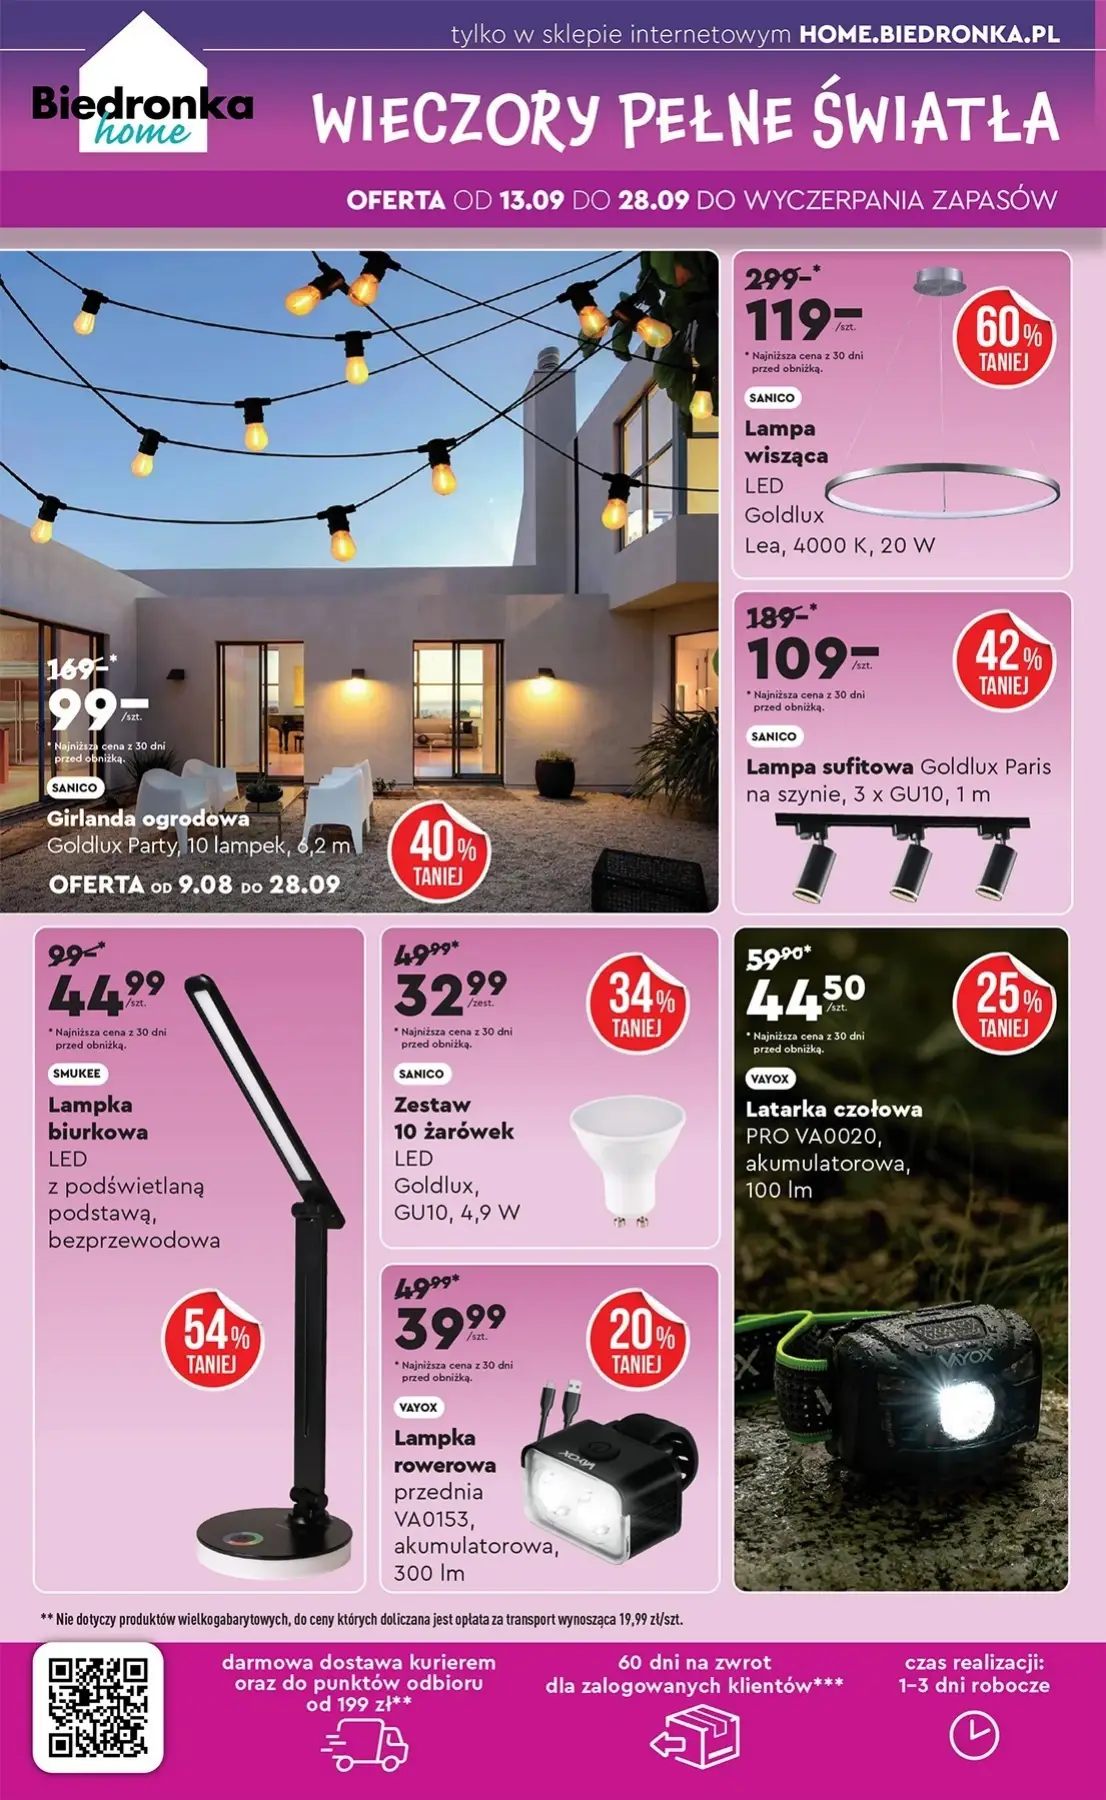 tylko w sklepie internetowym HOME.BIEDRONKA.PL
Biedronka
home
WIECZORY PEŁNE ŚWIATŁA
OFERTA OD 13.09 DO 28.09 DO WYCZERPANIA ZAPASÓW
169-*
99-
/szt.
* Najniższa cena z 30 dni
przed obniżką.
SANICO
Girlanda ogrodowa
Goldlux Party, 10 lampek, 6,2 m
OFERTA OD 9.08 DO 28.09
40%
TANIEJ
299-*
119-
/szt.
* Najniższa cena z 30 dni
przed obniżką.
60%
TANIEJ
SANICO
Lampa
wisząca
LED
Goldlux
Lea, 4000 K, 20 W
189-*
109-
/szt.
* Najniższa cena z 30 dni
przed obniżką.
42%
TANIEJ
SANICO
Lampa sufitowa Goldlux Paris
na szynie, 3 x GU10, 1 m
99-*
44 99
/szt.
* Najniższa cena z 30 dni
przed obniżką.
SMUKEE
Lampka
biurkowa
LED
z podświetlaną
podstawą,
bezprzewodowa
54%
TANIEJ
49 99*
32 99
/zest.
* Najniższa cena z 30 dni
przed obniżką.
34%
TANIEJ
SANICO
Zestaw
10 żarówek
LED
Goldlux,
GU10, 4,9 W
49 99*
39 99
/szt.
* Najniższa cena z 30 dni
przed obniżką.
20%
TANIEJ
VAYOX
Lampka
rowerowa
przednia
VA0153,
akumulatorowa,
300 lm
VAYOX
59 90*
44 50
/szt.
* Najniższa cena z 30 dni
przed obniżką.
25%
TANIEJ
VAYOX
Latarka czołowa
PRO VA0020,
akumulatorowa,
100 lm
VAYOX
** Nie dotyczy produktów wielkogabarytowych, do ceny których doliczana jest opłata za transport wynosząca 19,99 zł/szt.
darmowa dostawa kurierem
oraz do punktów odbioru
od 199 zł**
60 dni na zwrot
dla zalogowanych klientów***
czas realizacji:
1-3 dni robocze